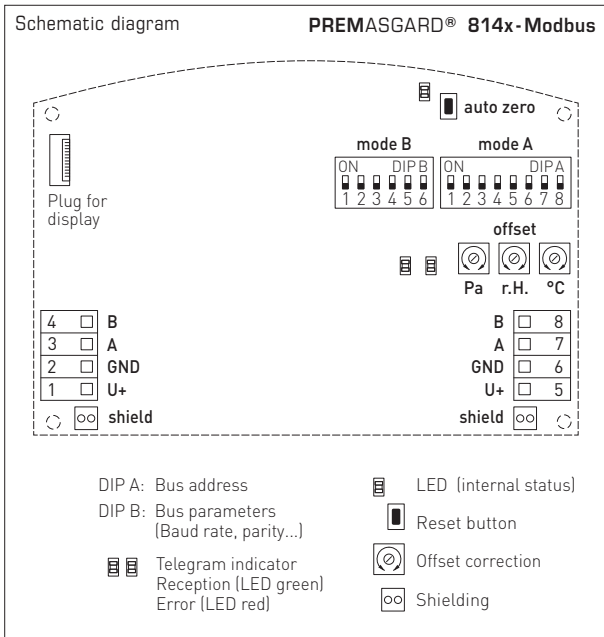 Schematic diagram PREMASGARD® 814x-Modbus
auto zero
mode B mode A
ON DIP B ON DIP A
1 2 3 4 5 6 1 2 3 4 5 6 7 8
Plug for
display
offset
Pa r.H. °C
4 B B 8
3 A A 7
2 GND GND 6
1 U+ U+ 5
shield shield
DIP A: Bus address
DIP B: Bus parameters
(Baud rate, parity...)
Telegram indicator
Reception (LED green)
Error (LED red)
LED (internal status)
Reset button
Offset correction
Shielding